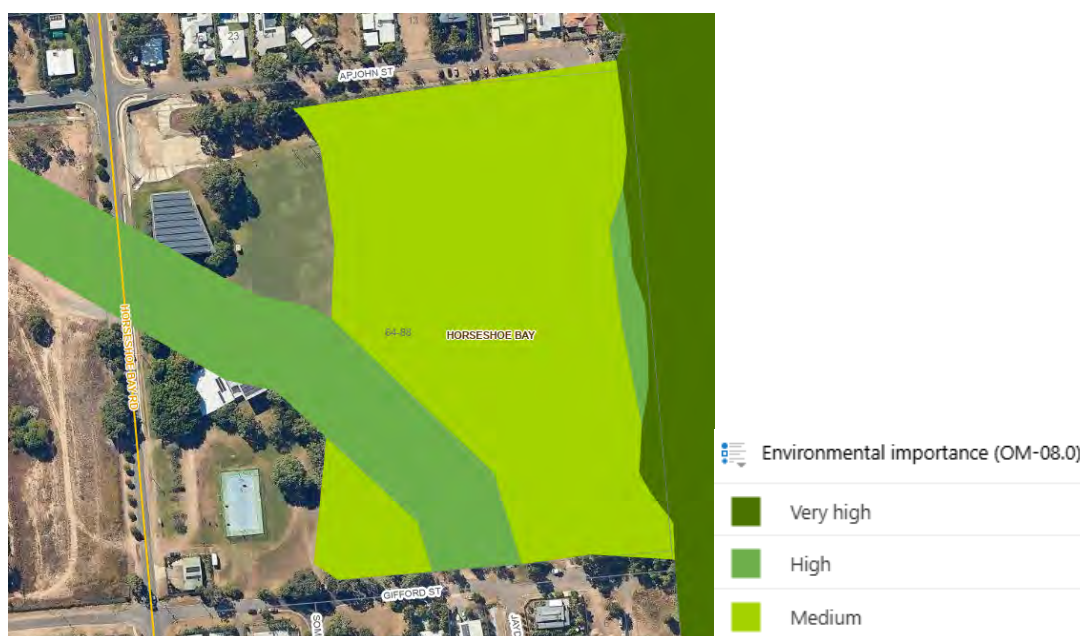 13
23
APJOHN ST
HORSESHOE BAY RD
64-88
HORSESHOE BAY
GIFFORD ST
Environmental importance (OM-08.0)
Very high
High
Medium